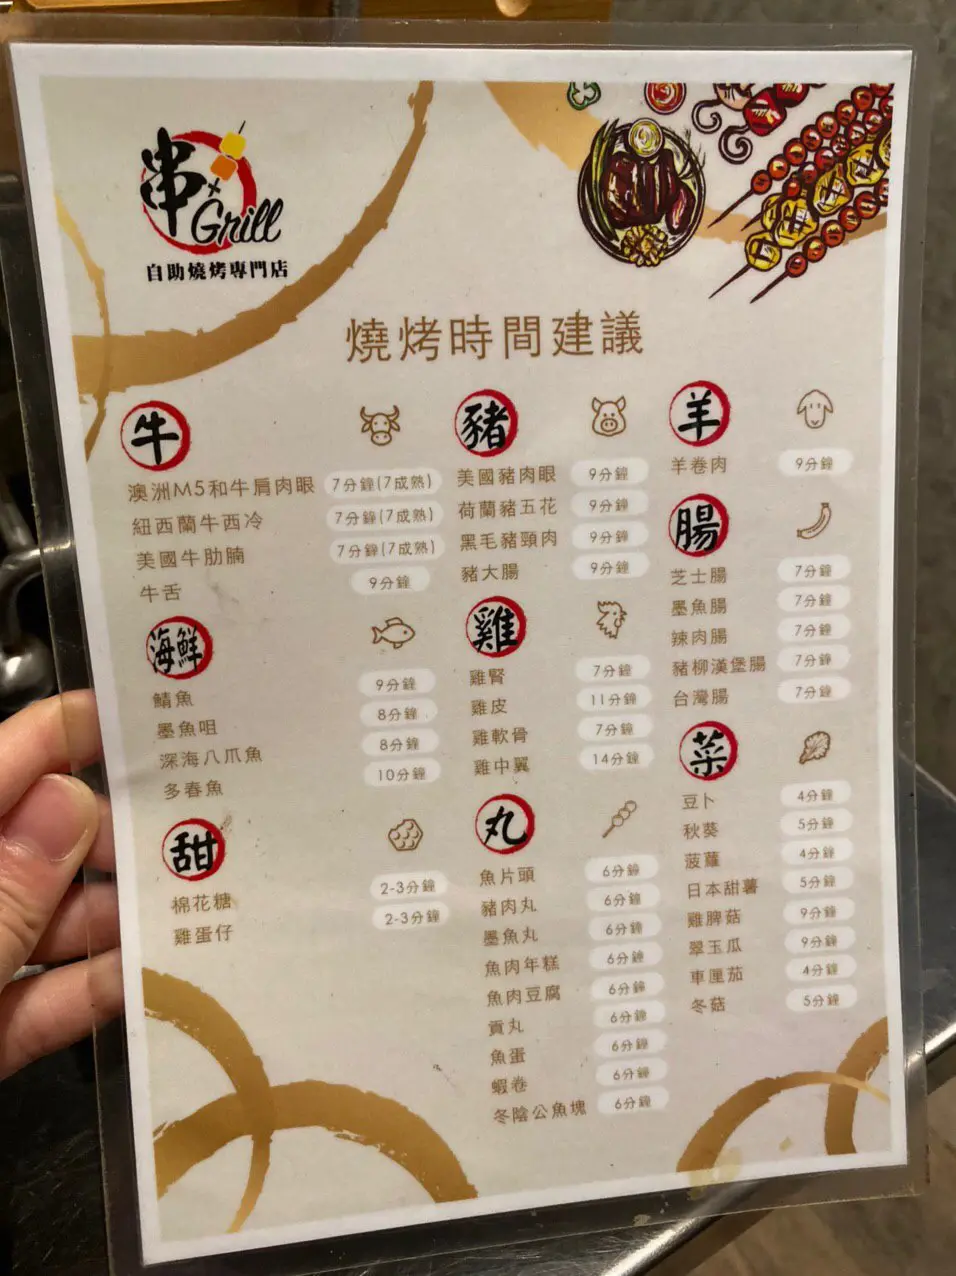 串
Grill
自助燒烤專門店
燒烤時間建議
牛
澳洲M5和牛肩肉眼 7分鐘(7成熟)
紐西蘭牛西冷 7分鐘(7成熟)
美國牛肋腩 7分鐘(7成熟)
牛舌 9分鐘
海鮮
鯖魚 9分鐘
墨魚咀 8分鐘
深海八爪魚 8分鐘
多春魚 10分鐘
甜
棉花糖 2-3分鐘
雞蛋仔 2-3分鐘
豬
美國豬肉眼 9分鐘
荷蘭豬五花 9分鐘
黑毛豬頸肉 9分鐘
豬大腸 9分鐘
雞
雞腎 7分鐘
雞皮 11分鐘
雞軟骨 7分鐘
雞中翼 14分鐘
丸
魚片頭 6分鐘
豬肉丸 6分鐘
墨魚丸 6分鐘
魚肉年糕 6分鐘
魚肉豆腐 6分鐘
貢丸 6分鐘
魚蛋 6分鐘
蝦卷 6分鐘
冬陰公魚塊 6分鐘
羊
羊卷肉 9分鐘
腸
芝士腸 7分鐘
墨魚腸 7分鐘
辣肉腸 7分鐘
豬柳漢堡腸 7分鐘
台灣腸 7分鐘
菜
豆卜 4分鐘
秋葵 5分鐘
菠蘿 4分鐘
日本甜薯 5分鐘
雞脾菇 9分鐘
翠玉瓜 9分鐘
車厘茄 4分鐘
冬菇 5分鐘